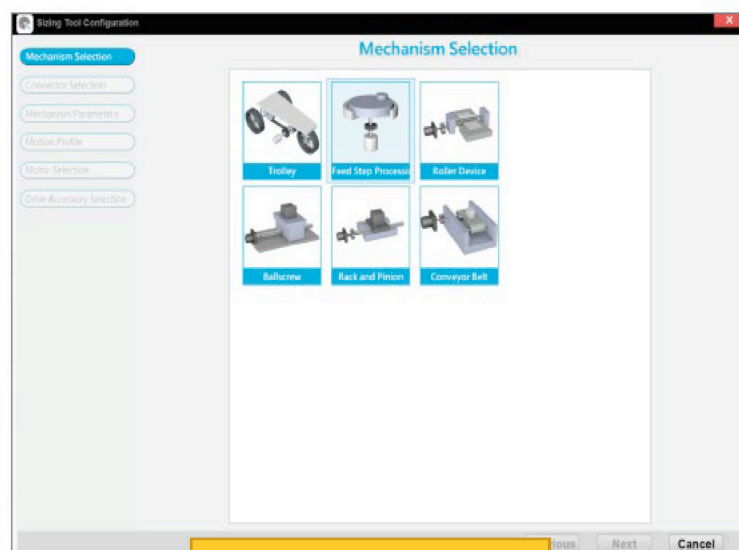 Sizing Tool Configuration
X
Mechanism Selection
Mechanism Selection
Connector Selection
Mechanism Parameters
Motion Profile
Motor Selection
Drive Accessory Selection
Trolley
Feed Step Processi
Roller Device
Ballscrew
Rack and Pinion
Conveyor Belt
ious
Next
Cancel